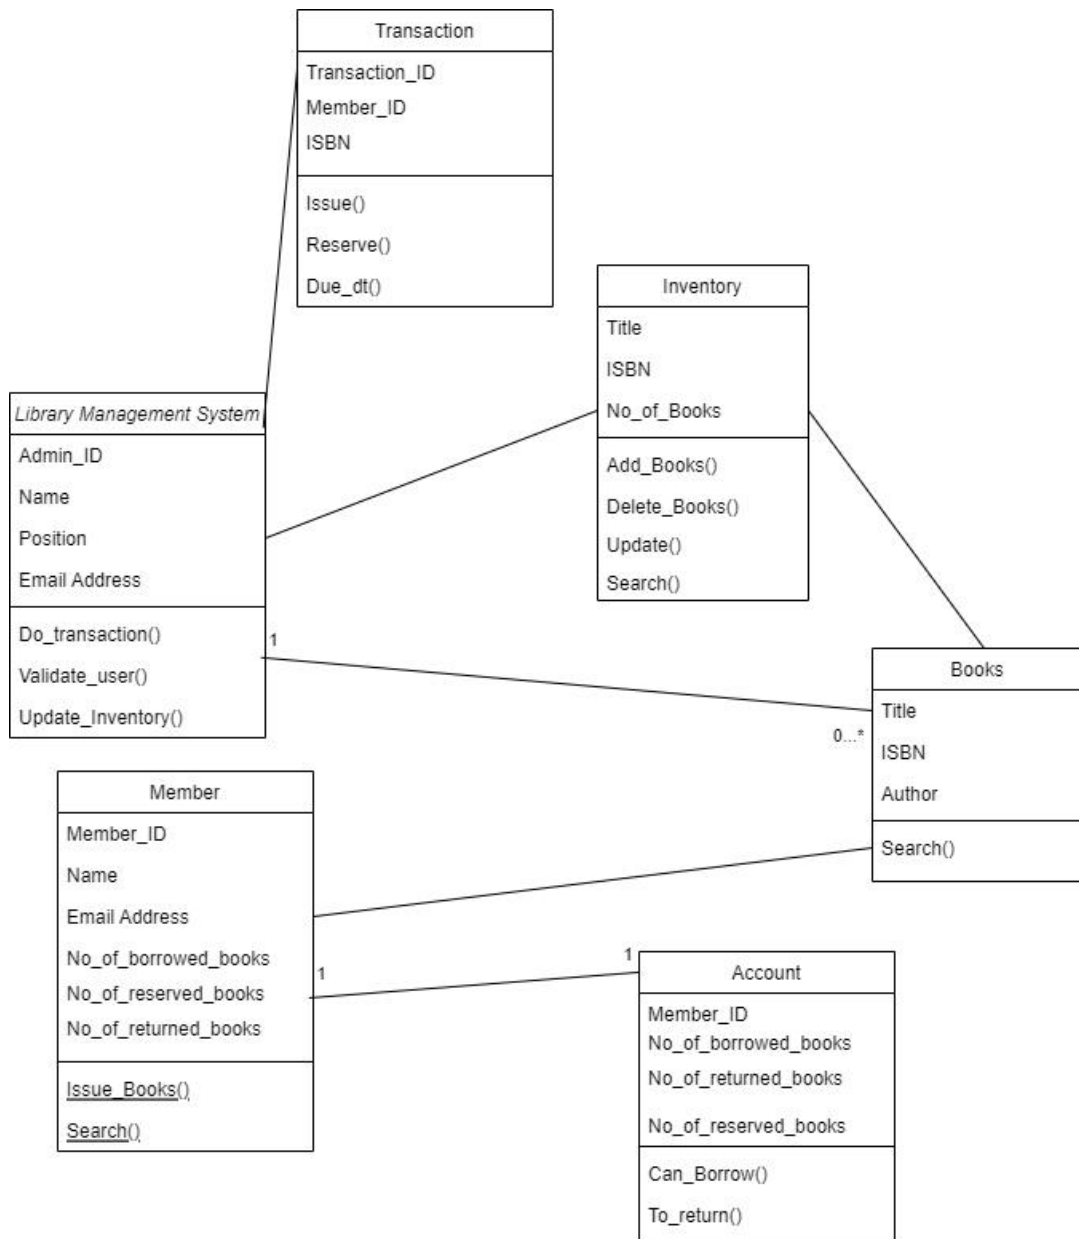 Transaction
Transaction_ID
Member_ID
ISBN
Issue()
Reserve()
Due_dt()
Inventory
Title
ISBN
No_of_Books
Add_Books()
Delete_Books()
Update()
Search()
Library Management System
Admin_ID
Name
Position
Email Address
Do_transaction()
Validate_user()
Update_Inventory()
1
0...*
Books
Title
ISBN
Author
Search()
Member
Member_ID
Name
Email Address
No_of_borrowed_books
No_of_reserved_books
No_of_returned_books
Issue_Books()
Search()
1
1
Account
Member_ID
No_of_borrowed_books
No_of_returned_books
No_of_reserved_books
Can_Borrow()
To_return()